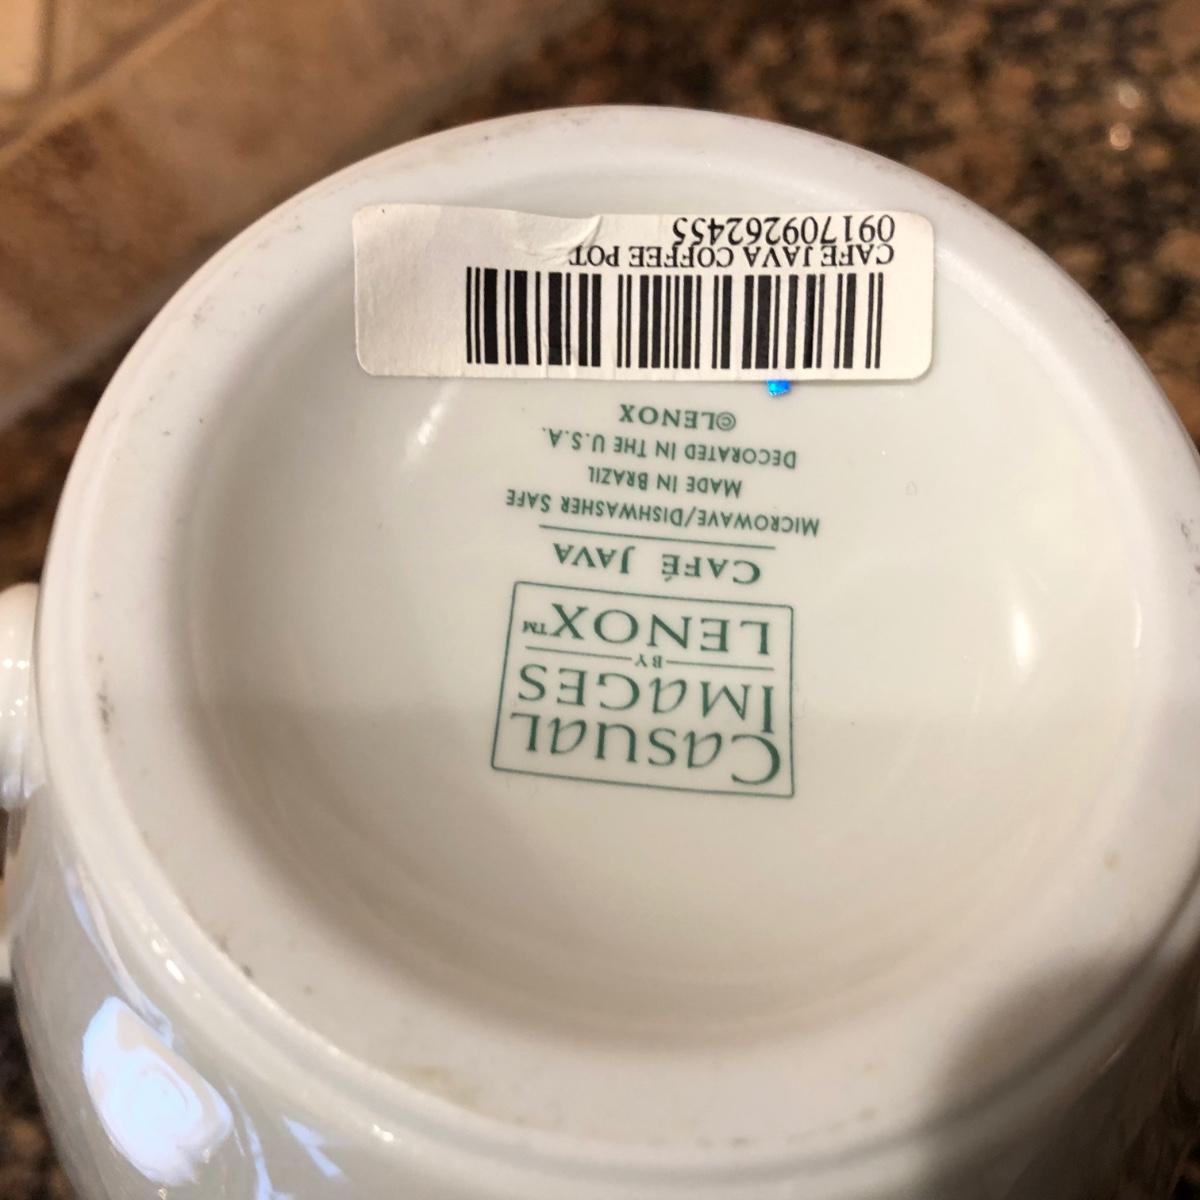 Casual
Images
BY
LENOX™
CAFÉ JAVA
MICROWAVE/DISHWASHER SAFE
MADE IN BRAZIL
DECORATED IN THE U.S.A.
©LENOX
CAFE JAVA COFFEE POT
091709262455